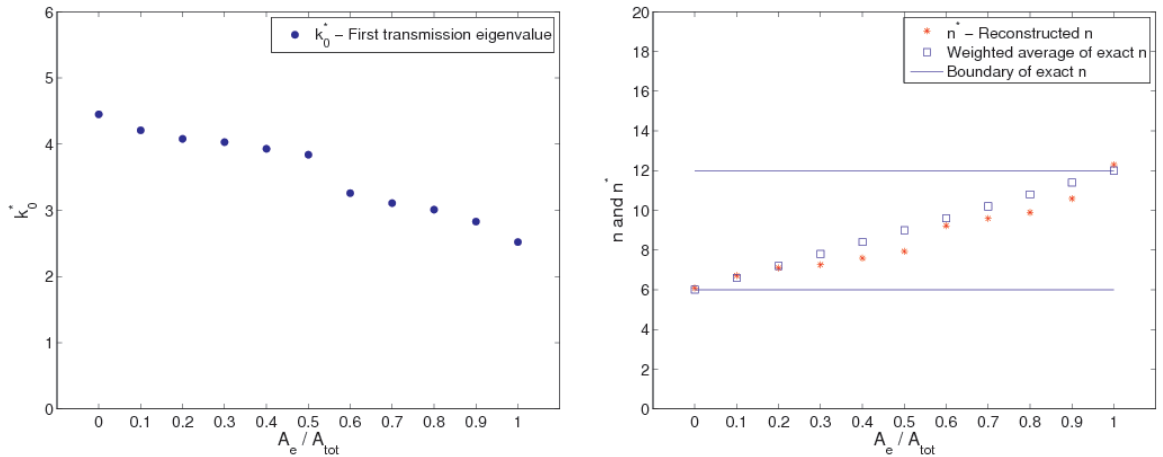 6
5
4
3
2
1
0
k₀* – First transmission eigenvalue
k₀*
0 0.1 0.2 0.3 0.4 0.5 0.6 0.7 0.8 0.9 1
Aₑ / Aₜₒₜ
20
18
16
14
12
10
8
6
4
2
0
n* – Reconstructed n
Weighted average of exact n
Boundary of exact n
n and n*
0 0.1 0.2 0.3 0.4 0.5 0.6 0.7 0.8 0.9 1
Aₑ / Aₜₒₜ